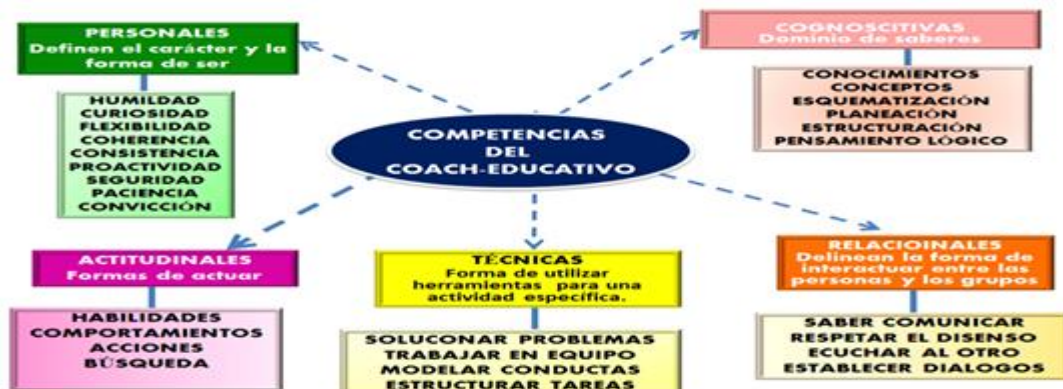 PERSONALES
Definen el carácter y la
forma de ser
HUMILDAD
CURIOSIDAD
FLEXIBILIDAD
COHERENCIA
CONSISTENCIA
PROACTIVIDAD
SEGURIDAD
PACIENCIA
CONVICCIÓN
COGNOSCITIVAS
Dominio de saberes
CONOCIMIENTOS
CONCEPTOS
ESQUEMATIZACIÓN
PLANEACIÓN
ESTRUCTURACIÓN
PENSAMIENTO LÓGICO
COMPETENCIAS
DEL
COACH-EDUCATIVO
ACTITUDINALES
Formas de actuar
HABILIDADES
COMPORTAMIENTOS
ACCIONES
BÚSQUEDA
TÉCNICAS
Forma de utilizar
herramientas para una
actividad específica.
SOLUCONAR PROBLEMAS
TRABAJAR EN EQUIPO
MODELAR CONDUCTAS
ESTRUCTURAR TAREAS
RELACIOINALES
Delinean la forma de
interactuar entre las
personas y los grupos
SABER COMUNICAR
RESPETAR EL DISENSO
ECUCHAR AL OTRO
ESTABLECER DIALOGOS